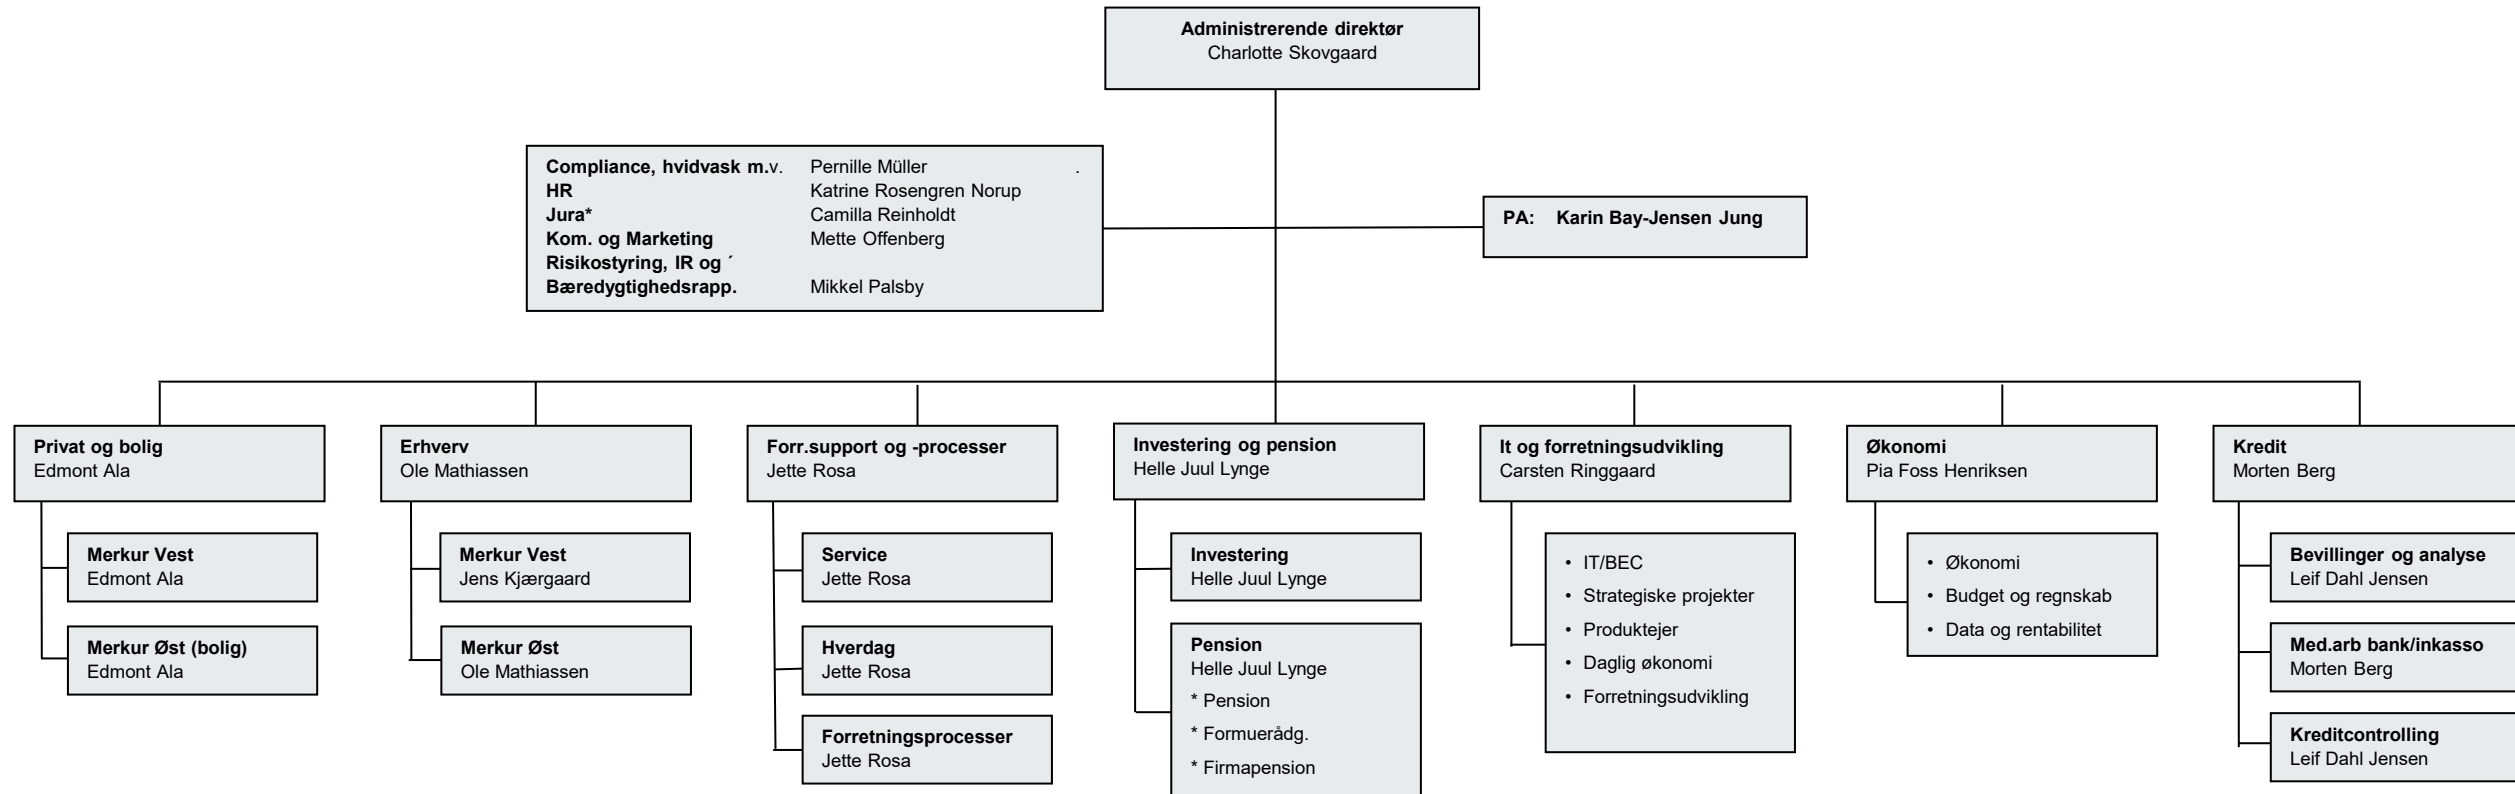 Administrerende direktør
Charlotte Skovgaard
Compliance, hvidvask m.v. Pernille Müller .
HR Katrine Rosengren Norup
Jura* Camilla Reinholdt
Kom. og Marketing Mette Offenberg
Risikostyring, IR og ´
Bæredygtighedsrapp. Mikkel Palsby
PA: Karin Bay-Jensen Jung
Privat og bolig
Edmont Ala
Merkur Vest
Edmont Ala
Merkur Øst (bolig)
Edmont Ala
Erhverv
Ole Mathiassen
Merkur Vest
Jens Kjærgaard
Merkur Øst
Ole Mathiassen
Forr.support og -processer
Jette Rosa
Service
Jette Rosa
Hverdag
Jette Rosa
Forretningsprocesser
Jette Rosa
Investering og pension
Helle Juul Lynge
Investering
Helle Juul Lynge
Pension
Helle Juul Lynge
* Pension
* Formuerådg.
* Firmapension
It og forretningsudvikling
Carsten Ringgaard
• IT/BEC
• Strategiske projekter
• Produktejer
• Daglig økonomi
• Forretningsudvikling
Økonomi
Pia Foss Henriksen
• Økonomi
• Budget og regnskab
• Data og rentabilitet
Kredit
Morten Berg
Bevillinger og analyse
Leif Dahl Jensen
Med.arb bank/inkasso
Morten Berg
Kreditcontrolling
Leif Dahl Jensen